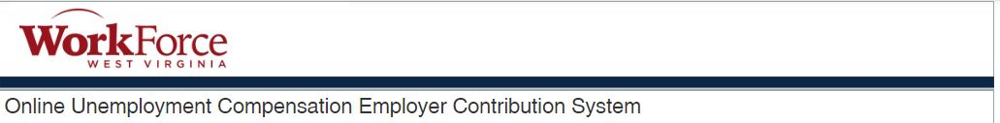 WorkForce
WEST VIRGINIA
Online Unemployment Compensation Employer Contribution System